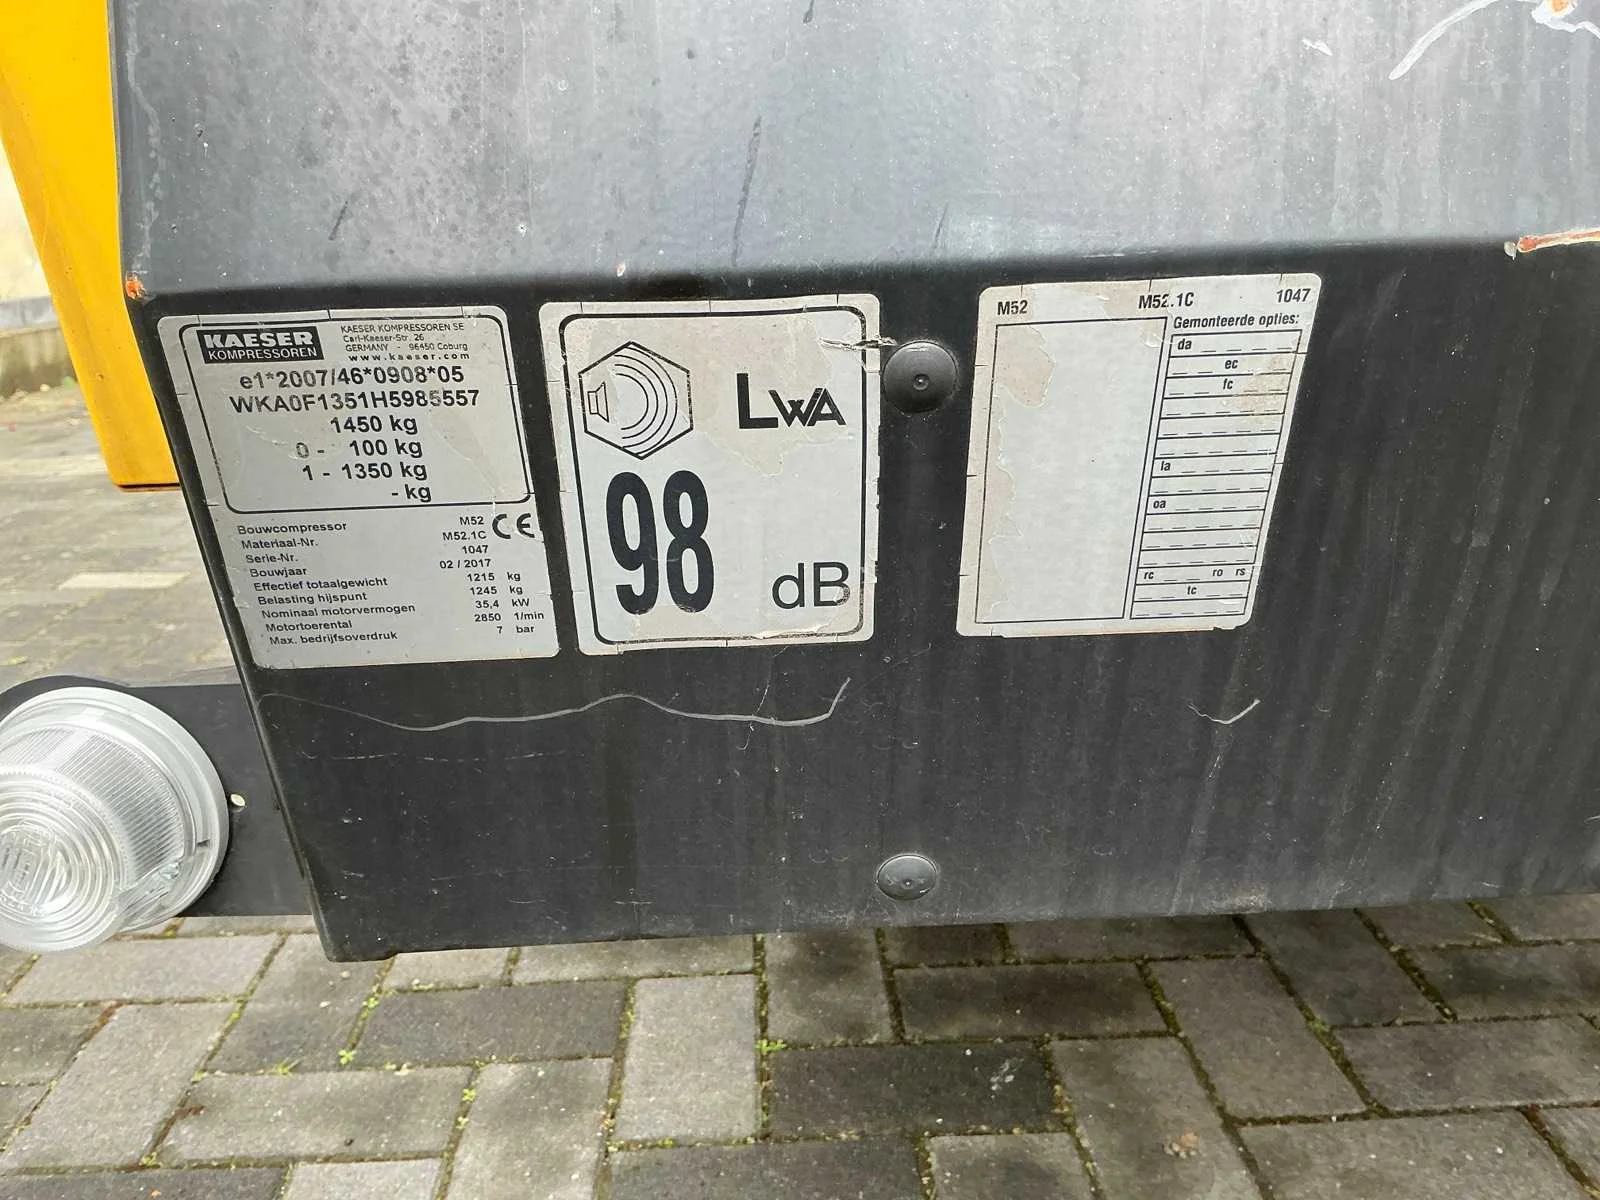 KAESER
KOMPRESSOREN
KAESER KOMPRESSOREN SE
Carl-Kaeser-Str. 26
GERMANY - 96450 Coburg
www.kaeser.com
e1*2007/46*0908*05
WKA0F1351H5985557
1450 kg
0 - 100 kg
1 - 1350 kg
- kg
Bouwcompressor M52
Materiaal-Nr. M52.1C
Serie-Nr. 1047
Bouwjaar 02 / 2017
Effectief totaalgewicht 1215 kg
Belasting hijspunt 1245 kg
Nominaal motorvermogen 35,4 kW
Motortoerental 2850 1/min
Max. bedrijfsoverdruk 7 bar
CE
LWA
98 dB
M52 M52.1C 1047
Gemonteerde opties:
da
ec
fc
la
oa
rc ro rs
tc